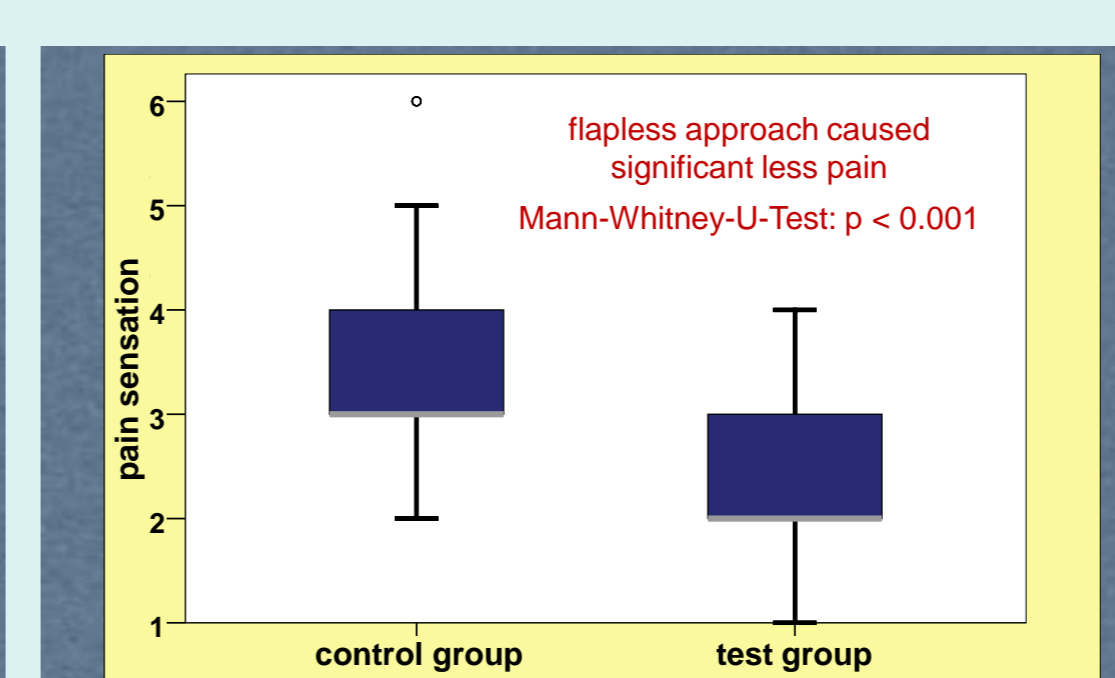 flapless approach caused
significant less pain
Mann-Whitney-U-Test: p < 0.001
pain sensation
6
5
4
3
2
1
control group
test group